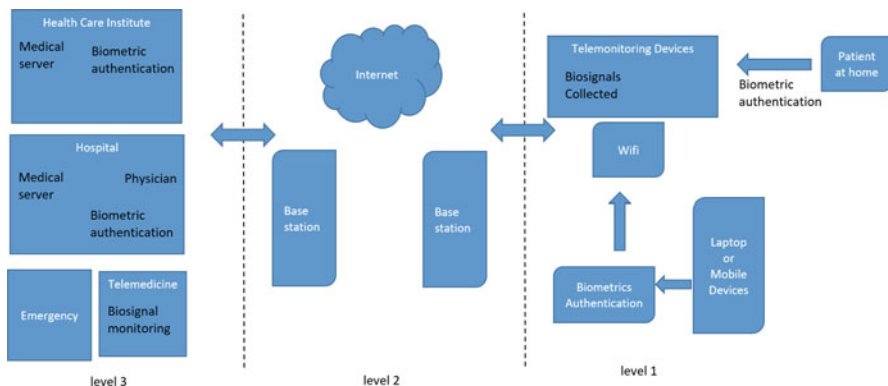 Health Care Institute
Medical
server
Biometric
authentication
Hospital
Medical
server
Physician
Biometric
authentication
Emergency
Telemedicine
Biosignal
monitoring
level 3
Internet
Base
station
Base
station
level 2
Telemonitoring Devices
Biosignals
Collected
Biometric
authentication
Patient
at home
Wifi
Biometrics
Authentication
Laptop
or
Mobile
Devices
level 1